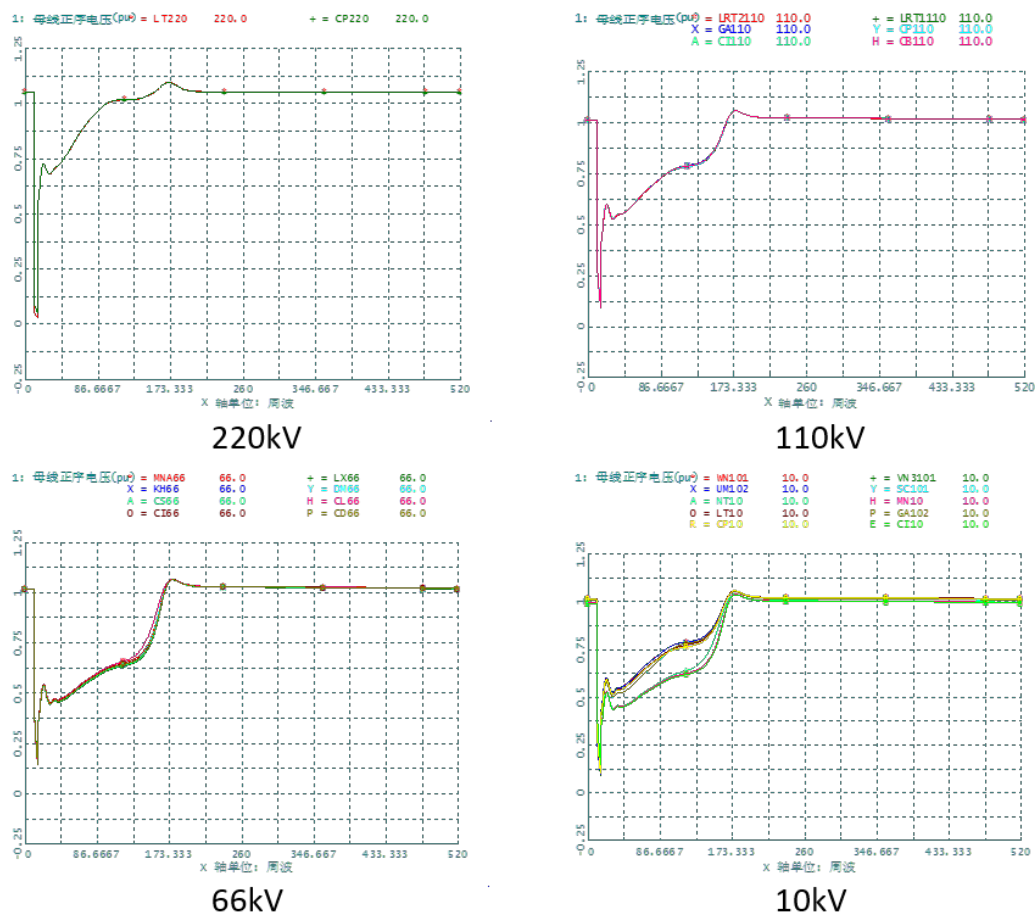 1: 母线正序电压(pu) * = LT220 220.0 + = CP220 220.0
1.25
1
0.75
0.5
0.25
0
-0.25
0 86.6667 173.333 260 346.667 433.333 520
X 轴单位: 周波
220kV
1: 母线正序电压(pu) * = LRT2110 110.0 + = LRT1110 110.0
X = GA110 110.0 Y = CP110 110.0
A = CI110 110.0 H = CB110 110.0
1.25
1
0.75
0.5
0.25
0
-0.25
0 86.6667 173.333 260 346.667 433.333 520
X 轴单位: 周波
110kV
1: 母线正序电压(pu) * = MNA66 66.0 + = LX66 66.0
X = KH66 66.0 Y = DN66 66.0
A = CS66 66.0 H = CL66 66.0
O = CI66 66.0 P = CD66 66.0
1.25
1
0.75
0.5
0.25
0
-0.25
0 86.6667 173.333 260 346.667 433.333 520
X 轴单位: 周波
66kV
1: 母线正序电压(pu) * = WN101 10.0 + = VN3101 10.0
X = UM102 10.0 Y = SC101 10.0
A = NT10 10.0 H = MN10 10.0
O = LT10 10.0 P = GA102 10.0
R = CP10 10.0 E = CI10 10.0
1.25
1
0.75
0.5
0.25
0
-0.25
0 86.6667 173.333 260 346.667 433.333 520
X 轴单位: 周波
10kV